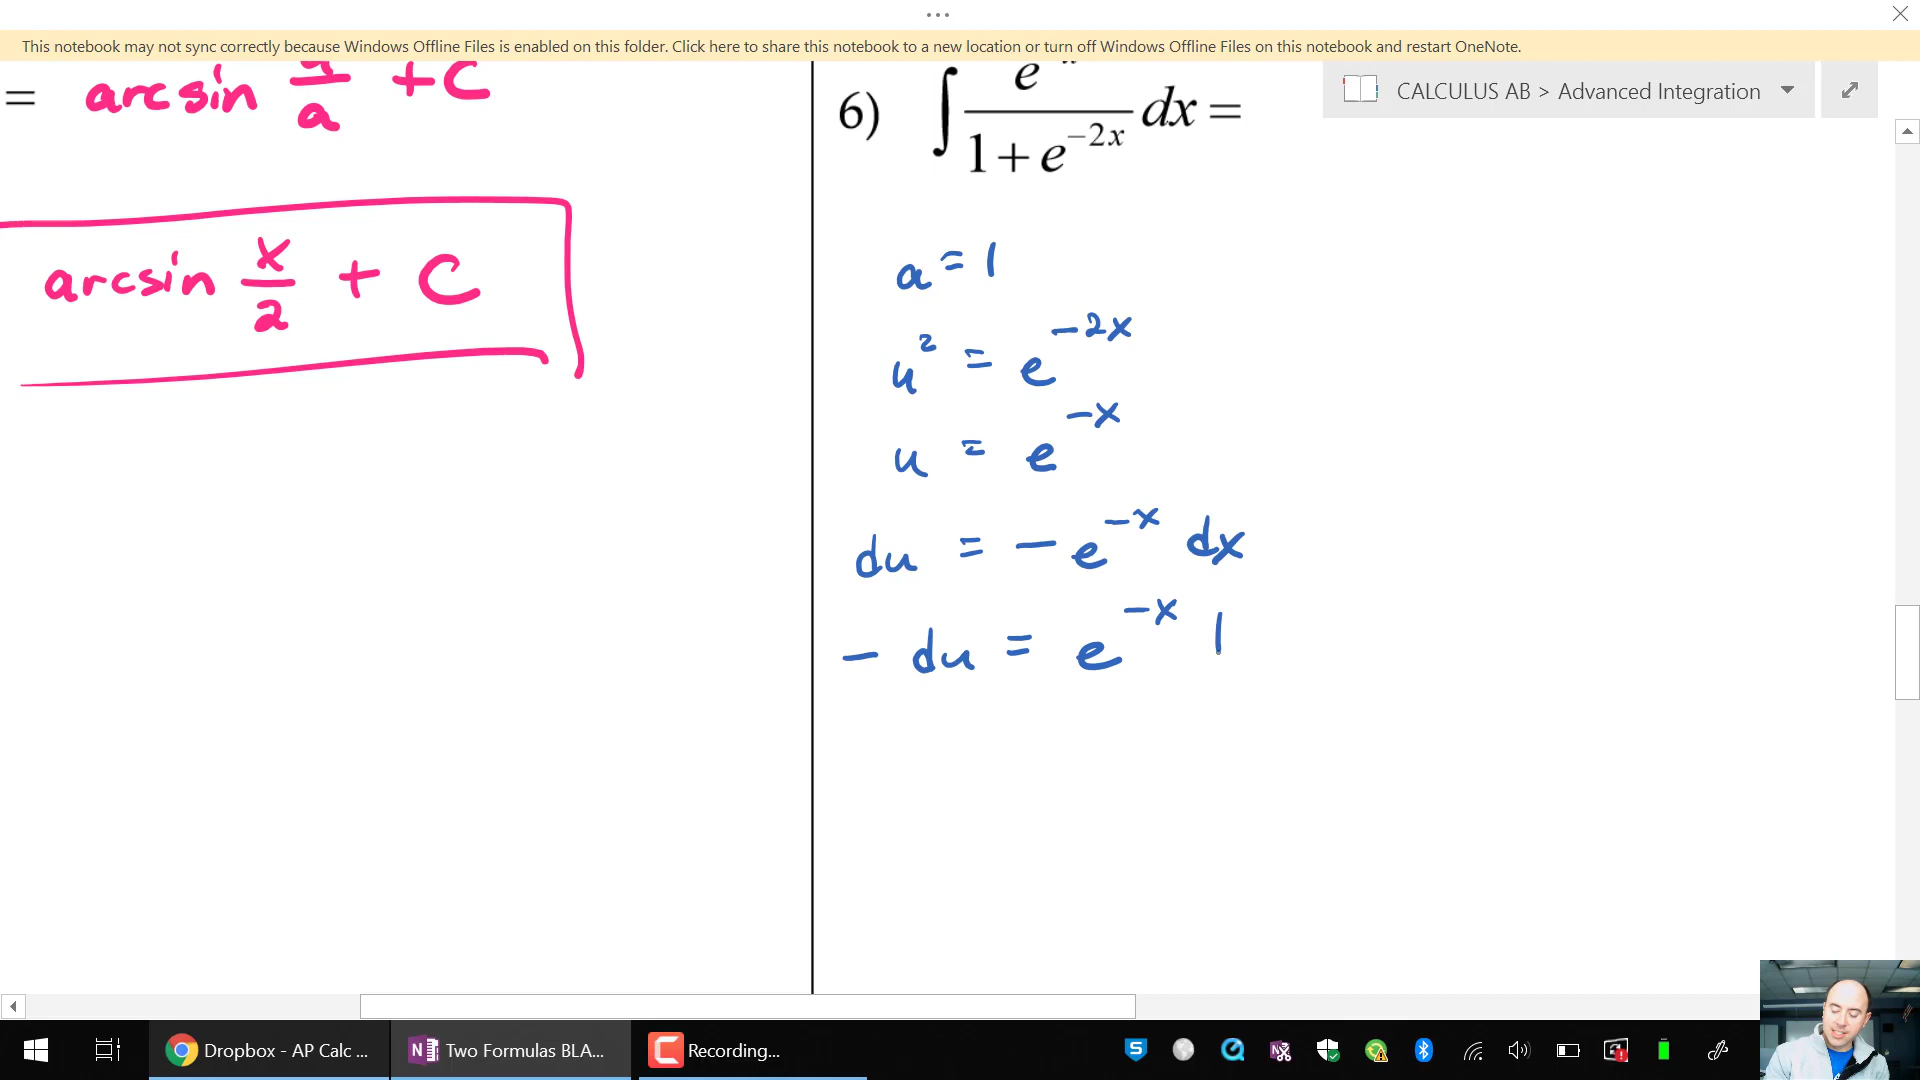 This notebook may not sync correctly because Windows Offline Files is enabled on this folder. Click here to share this notebook to a new location or turn off Windows Offline Files on this notebook and restart OneNote.
CALCULUS AB > Advanced Integration
= arcsin u/a + C
arcsin x/2 + C
6) ∫ e / 1+e^{-2x} dx =
a = 1
u² = e^{-2x}
u = e^{-x}
du = -e^{-x} dx
- du = e^{-x}
Dropbox - AP Calc ...
Two Formulas BLA...
Recording...